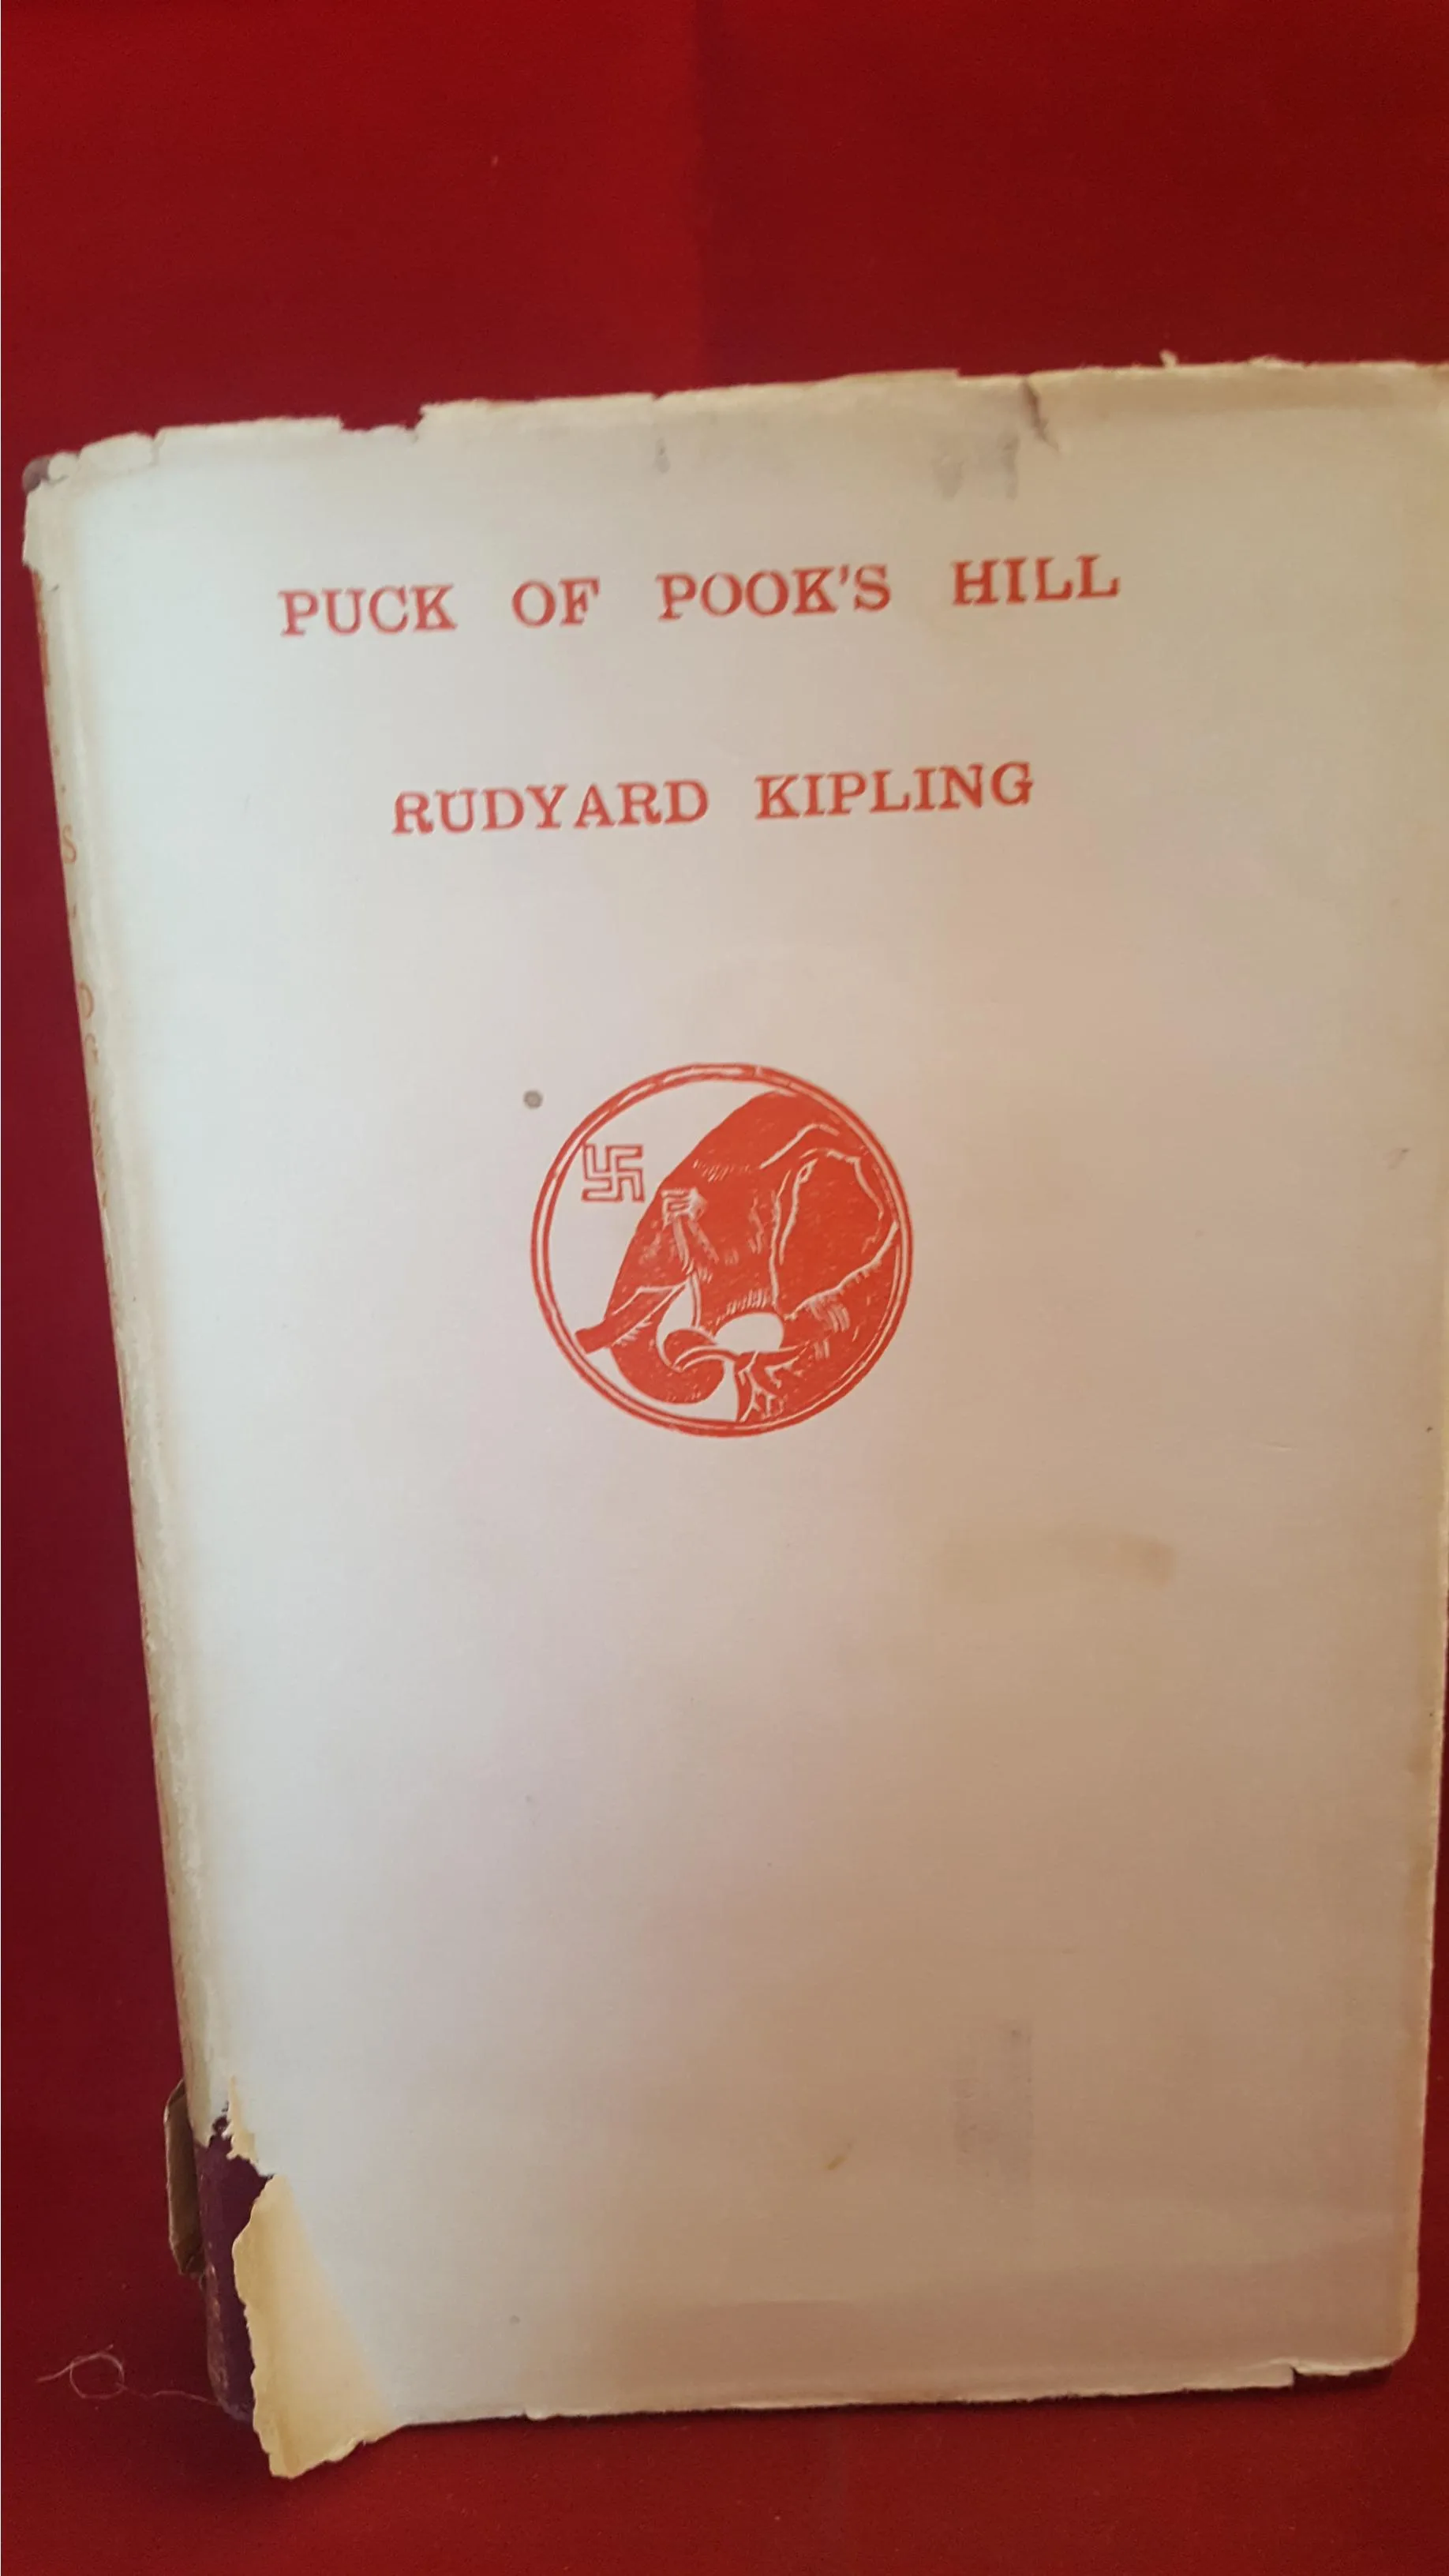 PUCK OF POOK'S HILL
RUDYARD KIPLING